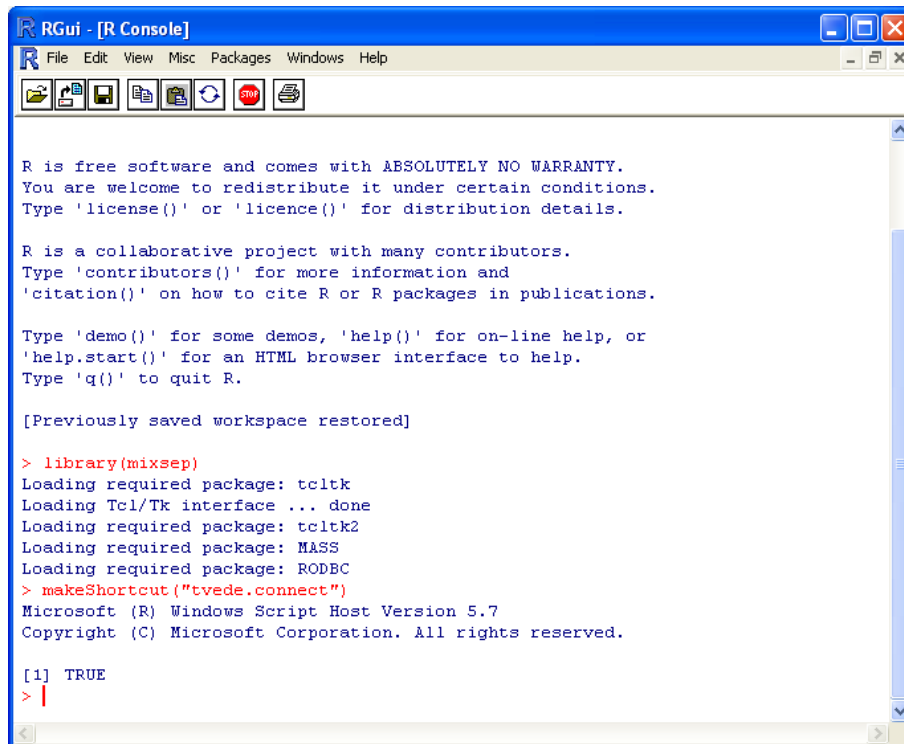 RGui - [R Console]
File Edit View Misc Packages Windows Help
STOP
R is free software and comes with ABSOLUTELY NO WARRANTY.
You are welcome to redistribute it under certain conditions.
Type 'license()' or 'licence()' for distribution details.
R is a collaborative project with many contributors.
Type 'contributors()' for more information and
'citation()' on how to cite R or R packages in publications.
Type 'demo()' for some demos, 'help()' for on-line help, or
'help.start()' for an HTML browser interface to help.
Type 'q()' to quit R.
[Previously saved workspace restored]
> library(mixsep)
Loading required package: tcltk
Loading Tcl/Tk interface ... done
Loading required package: tcltk2
Loading required package: MASS
Loading required package: RODBC
> makeShortcut("tvede.connect")
Microsoft (R) Windows Script Host Version 5.7
Copyright (C) Microsoft Corporation. All rights reserved.
[1] TRUE
>